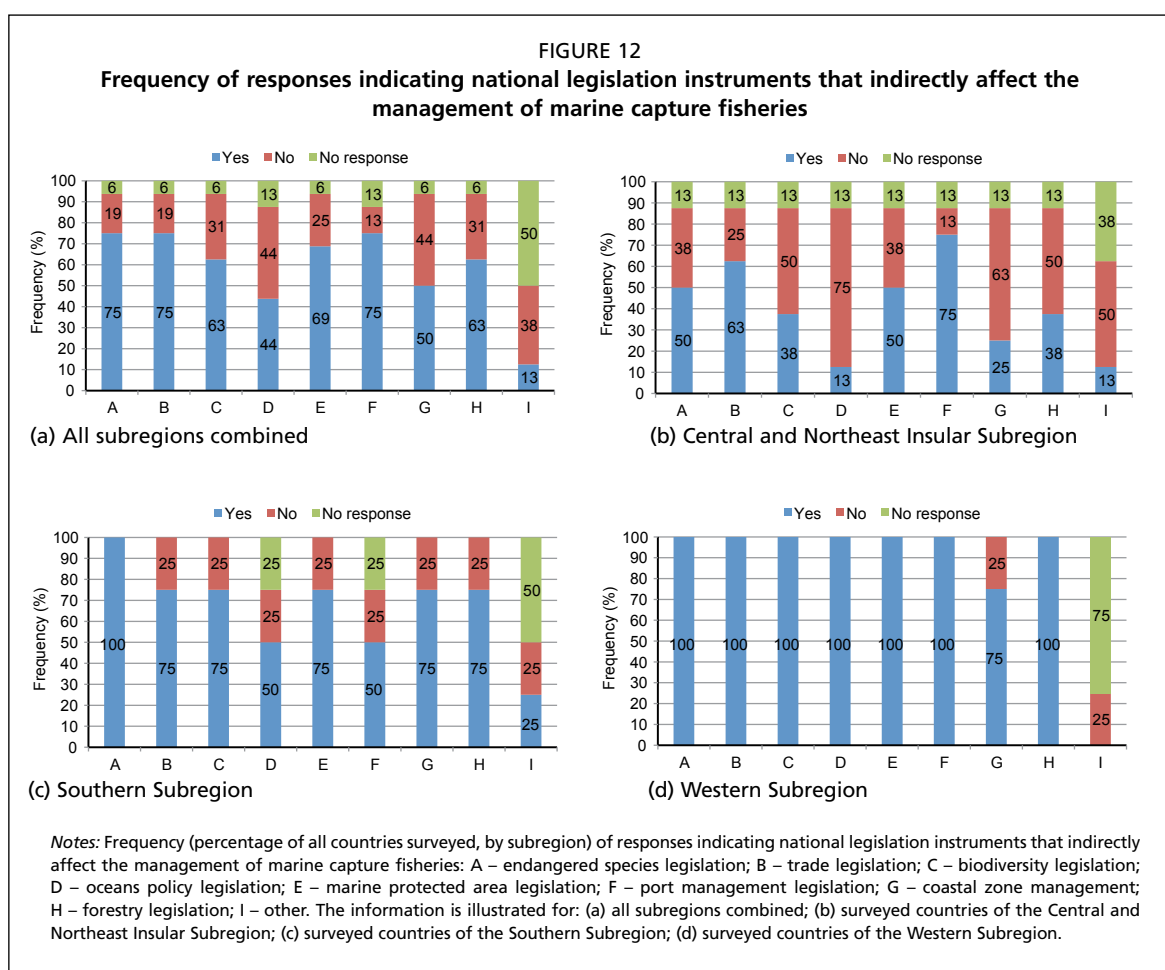 FIGURE 12
Frequency of responses indicating national legislation instruments that indirectly affect the
management of marine capture fisheries
Yes No No response
Frequency (%)
100
90
80
70
60
50
40
30
20
10
0
6 6 6 13 6 13 6 6 50
19 19 31 44 25 13 44 31 38
75 75 63 44 69 75 50 63 13
A B C D E F G H I
(a) All subregions combined
Yes No No response
Frequency (%)
100
90
80
70
60
50
40
30
20
10
0
13 13 13 13 13 13 13 13 38
38 25 50 75 38 13 63 50 50
50 63 38 13 50 75 25 38 13
A B C D E F G H I
(b) Central and Northeast Insular Subregion
Yes No No response
Frequency (%)
100
90
80
70
60
50
40
30
20
10
0
25 25 50
25 25 25 25 25 25 25 25
100 75 75 50 75 50 75 75 25
A B C D E F G H I
(c) Southern Subregion
Yes No No response
Frequency (%)
100
90
80
70
60
50
40
30
20
10
0
75
25 25
100 100 100 100 100 100 75 100
A B C D E F G H I
(d) Western Subregion
Notes: Frequency (percentage of all countries surveyed, by subregion) of responses indicating national legislation instruments that indirectly
affect the management of marine capture fisheries: A – endangered species legislation; B – trade legislation; C – biodiversity legislation;
D – oceans policy legislation; E – marine protected area legislation; F – port management legislation; G – coastal zone management;
H – forestry legislation; I – other. The information is illustrated for: (a) all subregions combined; (b) surveyed countries of the Central and
Northeast Insular Subregion; (c) surveyed countries of the Southern Subregion; (d) surveyed countries of the Western Subregion.